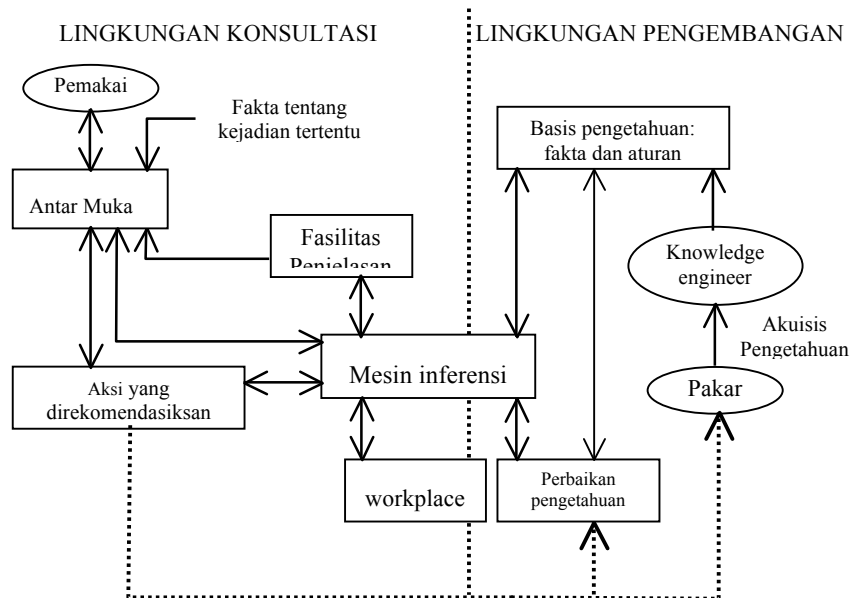 LINGKUNGAN KONSULTASI
LINGKUNGAN PENGEMBANGAN
Pemakai
Fakta tentang
kejadian tertentu
Basis pengetahuan:
fakta dan aturan
Antar Muka
Fasilitas
Penjelasan
Knowledge
engineer
Akuisis
Pengetahuan
Mesin inferensi
Aksi yang
direkomendasiksan
Pakar
workplace
Perbaikan
pengetahuan